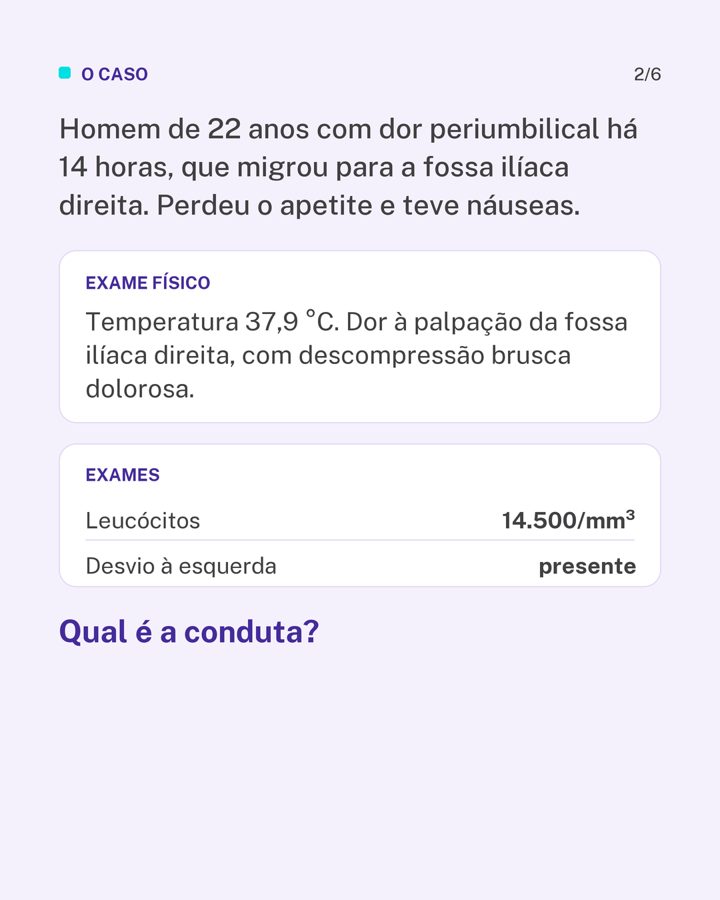 O CASO
2/6
Homem de 22 anos com dor periumbilical há
14 horas, que migrou para a fossa ilíaca
direita. Perdeu o apetite e teve náuseas.
EXAME FÍSICO
Temperatura 37,9 °C. Dor à palpação da fossa
ilíaca direita, com descompressão brusca
dolorosa.
EXAMES
Leucócitos 14.500/mm³
Desvio à esquerda presente
Qual é a conduta?